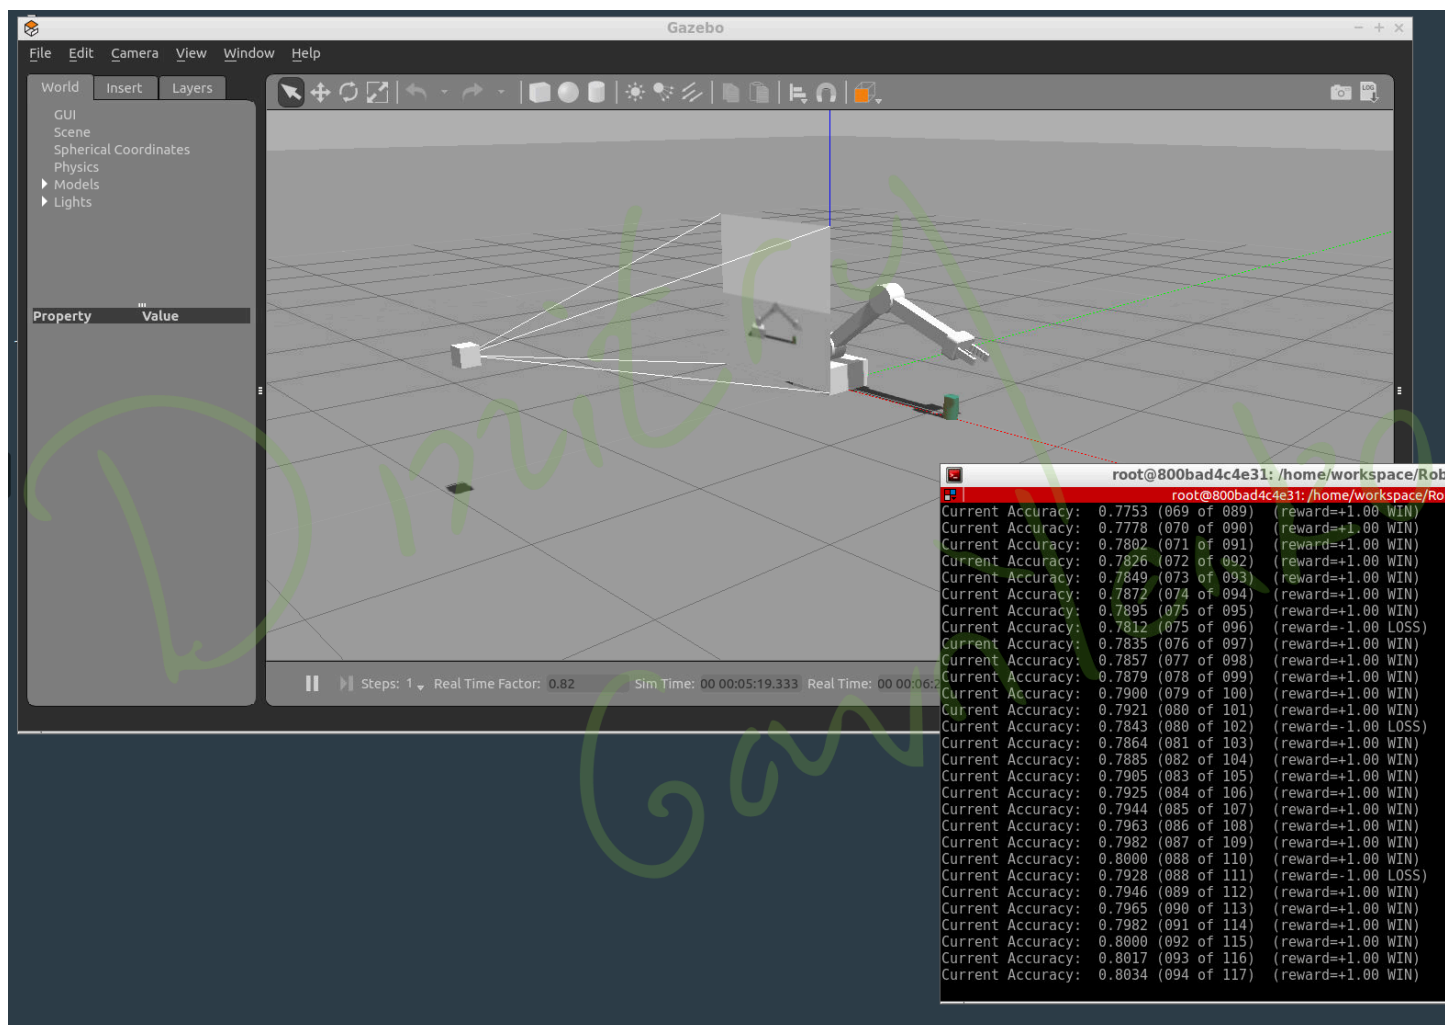 Gazebo
File Edit Camera View Window Help
World Insert Layers
LOG
GUI
Scene
Spherical Coordinates
Physics
Models
Lights
Property Value
Steps: 1 Real Time Factor: 0.82 Sim Time: 00 00:05:19.333 Real Time: 00 00:06:2
root@800bad4c4e31: /home/workspace/Rob
root@800bad4c4e31: /home/workspace/Ro
Current Accuracy: 0.7753 (069 of 089) (reward=+1.00 WIN)
Current Accuracy: 0.7778 (070 of 090) (reward=+1.00 WIN)
Current Accuracy: 0.7802 (071 of 091) (reward=+1.00 WIN)
Current Accuracy: 0.7826 (072 of 092) (reward=+1.00 WIN)
Current Accuracy: 0.7849 (073 of 093) (reward=+1.00 WIN)
Current Accuracy: 0.7872 (074 of 094) (reward=+1.00 WIN)
Current Accuracy: 0.7895 (075 of 095) (reward=+1.00 WIN)
Current Accuracy: 0.7812 (075 of 096) (reward=-1.00 LOSS)
Current Accuracy: 0.7835 (076 of 097) (reward=+1.00 WIN)
Current Accuracy: 0.7857 (077 of 098) (reward=+1.00 WIN)
Current Accuracy: 0.7879 (078 of 099) (reward=+1.00 WIN)
Current Accuracy: 0.7900 (079 of 100) (reward=+1.00 WIN)
Current Accuracy: 0.7921 (080 of 101) (reward=+1.00 WIN)
Current Accuracy: 0.7843 (080 of 102) (reward=-1.00 LOSS)
Current Accuracy: 0.7864 (081 of 103) (reward=+1.00 WIN)
Current Accuracy: 0.7885 (082 of 104) (reward=+1.00 WIN)
Current Accuracy: 0.7905 (083 of 105) (reward=+1.00 WIN)
Current Accuracy: 0.7925 (084 of 106) (reward=+1.00 WIN)
Current Accuracy: 0.7944 (085 of 107) (reward=+1.00 WIN)
Current Accuracy: 0.7963 (086 of 108) (reward=+1.00 WIN)
Current Accuracy: 0.7982 (087 of 109) (reward=+1.00 WIN)
Current Accuracy: 0.8000 (088 of 110) (reward=+1.00 WIN)
Current Accuracy: 0.7928 (088 of 111) (reward=-1.00 LOSS)
Current Accuracy: 0.7946 (089 of 112) (reward=+1.00 WIN)
Current Accuracy: 0.7965 (090 of 113) (reward=+1.00 WIN)
Current Accuracy: 0.7982 (091 of 114) (reward=+1.00 WIN)
Current Accuracy: 0.8000 (092 of 115) (reward=+1.00 WIN)
Current Accuracy: 0.8017 (093 of 116) (reward=+1.00 WIN)
Current Accuracy: 0.8034 (094 of 117) (reward=+1.00 WIN)
Dmitry
Gavrilenko